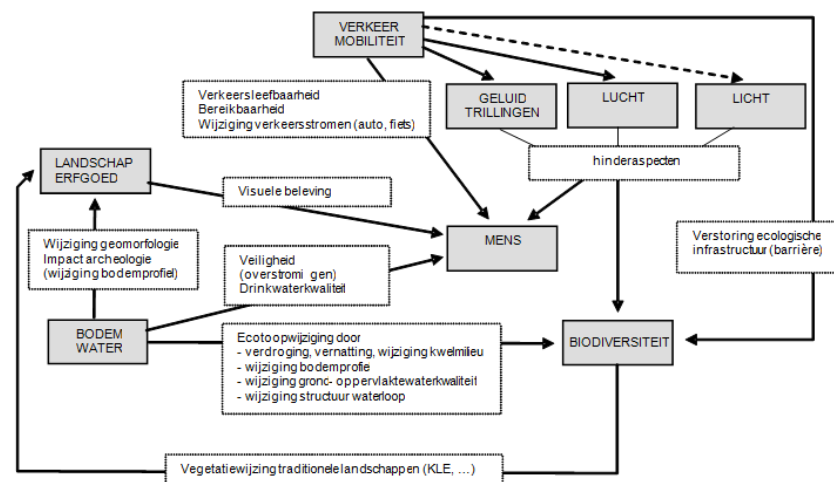 VERKEER
MOBILITEIT
Verkeersleefbaarheid
Bereikbaarheid
Wijziging verkeersstromen (auto, fiets)
GELUID
TRILLINGEN
LUCHT
LICHT
hinderaspecten
LANDSCHAP
ERFGOED
Visuele beleving
Wijziging geomorfologie
Impact archeologie
(wijziging bodemprofiel)
Veiligheid
(overstromi gen)
Drinkwaterkwaliteit
MENS
Verstoring ecologische
infrastructuur (barrière)
BODEM
WATER
Ecotoopwijziging door
- verdroging, vernatting, wijziging kwelmilieu
- wijziging bodemprofie
- wijziging gronc- oppervlaktewaterkwaliteit
- wijziging structuur waterloop
BIODIVERSITEIT
Vegetatiewijzing traditionele landschappen (KLE, ...)